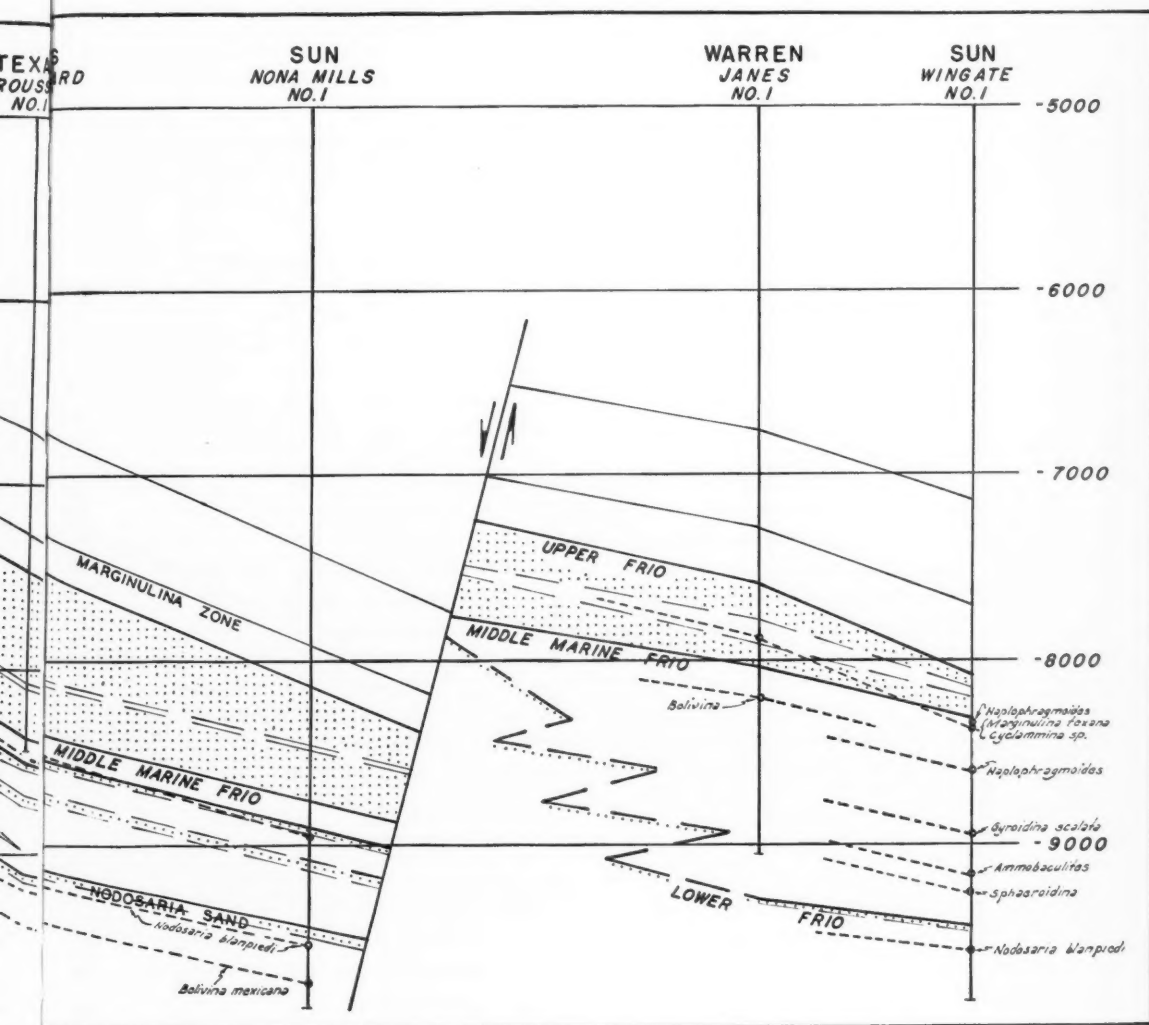 TEXAS
ROUSSARD
NO.1
SUN
NONA MILLS
NO.1
WARREN
JANES
NO.1
SUN
WINGATE
NO.1
-5000
-6000
-7000
UPPER FRIO
MARGINULINA ZONE
MIDDLE MARINE FRIO
-8000
Bolivina
Haplophragmoides
Marginulina texana
Cyclammina sp.
Haplophragmoides
MIDDLE MARINE FRIO
Gyroidina scalata
-9000
Ammobaculites
Sphaeroidina
LOWER FRIO
NODOSARIA SAND
Nodosaria blanpiedi
Nodosaria blanpiedi
Bolivina mexicana